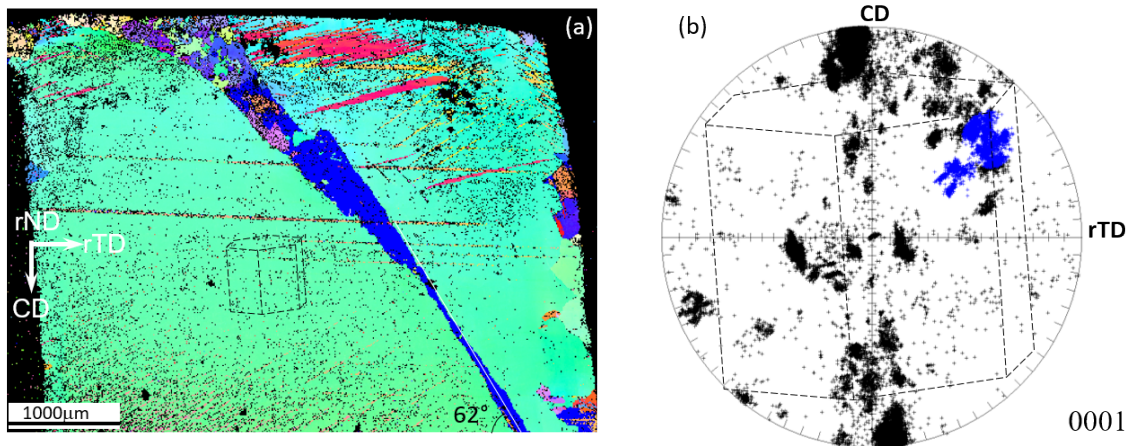 (a)
rND
rTD
CD
1000µm
62°
(b)
CD
rTD
0001